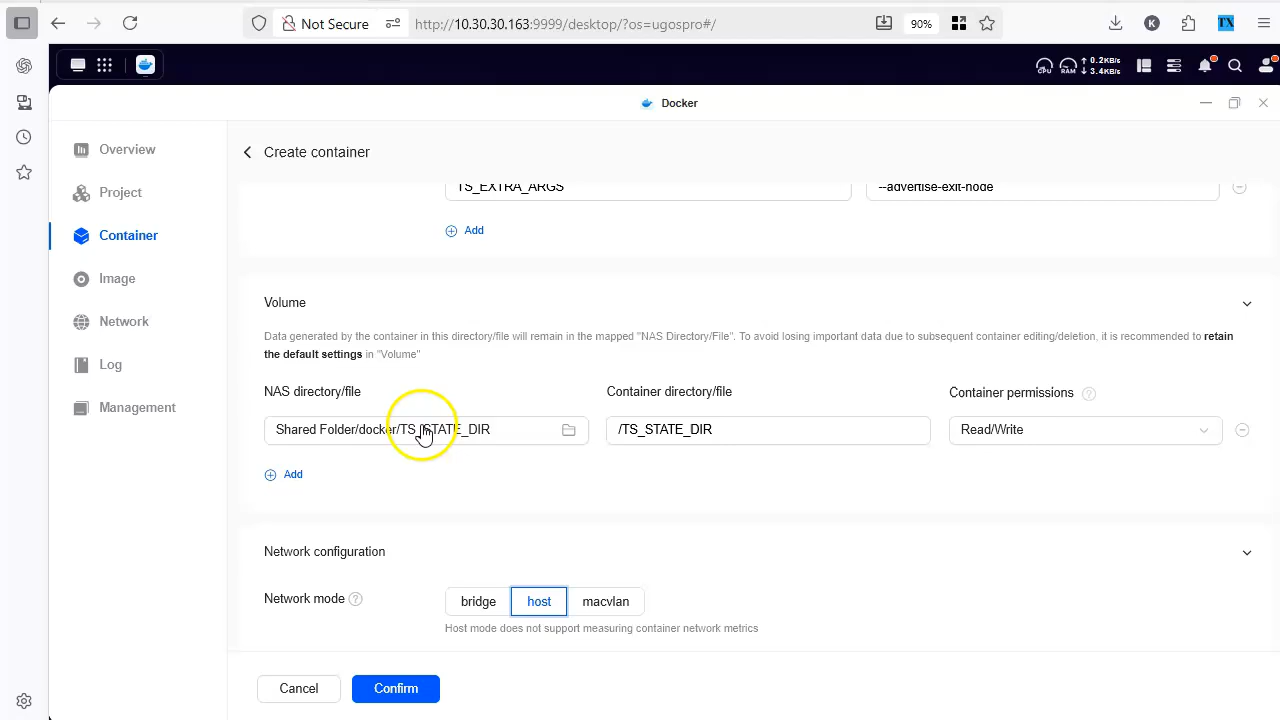 Not Secure
http://10.30.30.163:9999/desktop/?os=ugospro#/
90%
K
TX
CPU
RAM
↑ 0.2KB/s
↓ 3.4KB/s
Docker
Overview
Project
Container
Image
Network
Log
Management
Create container
TS_EXTRA_ARGS
--advertise-exit-node
Add
Volume
Data generated by the container in this directory/file will remain in the mapped "NAS Directory/File". To avoid losing important data due to subsequent container editing/deletion, it is recommended to retain
the default settings in "Volume"
NAS directory/file
Container directory/file
Container permissions ?
Shared Folder/docker/TS_STATE_DIR
/TS_STATE_DIR
Read/Write
Add
Network configuration
Network mode ?
bridge
host
macvlan
Host mode does not support measuring container network metrics
Cancel
Confirm